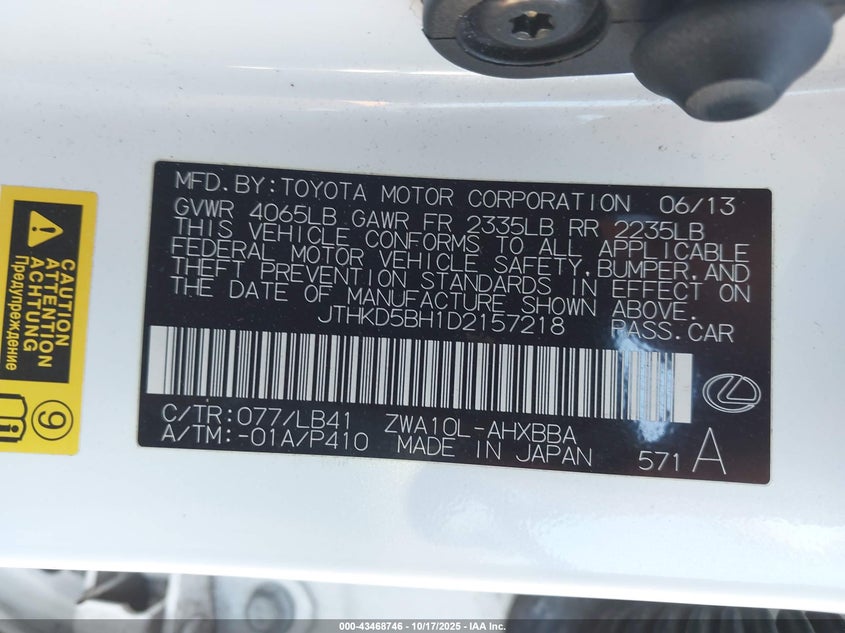 MFD.BY:TOYOTA MOTOR CORPORATION 06/13
GVWR 4065LB GAWR FR 2335LB RR 2235LB
THIS VEHICLE CONFORMS TO ALL APPLICABLE
FEDERAL MOTOR VEHICLE SAFETY,BUMPER,AND
THEFT PREVENTION STANDARDS IN EFFECT ON
THE DATE OF MANUFACTURE SHOWN ABOVE.
JTHKD5BH1D2157218 PASS.CAR
C/TR:077/LB41 ZWA10L-AHXBBA
A/TM:-01A/P410 MADE IN JAPAN 571 A
CAUTION
ATTENTION
ACHTUNG
Предупреждение
9
000-43468746 - 10/17/2025 - IAA Inc.